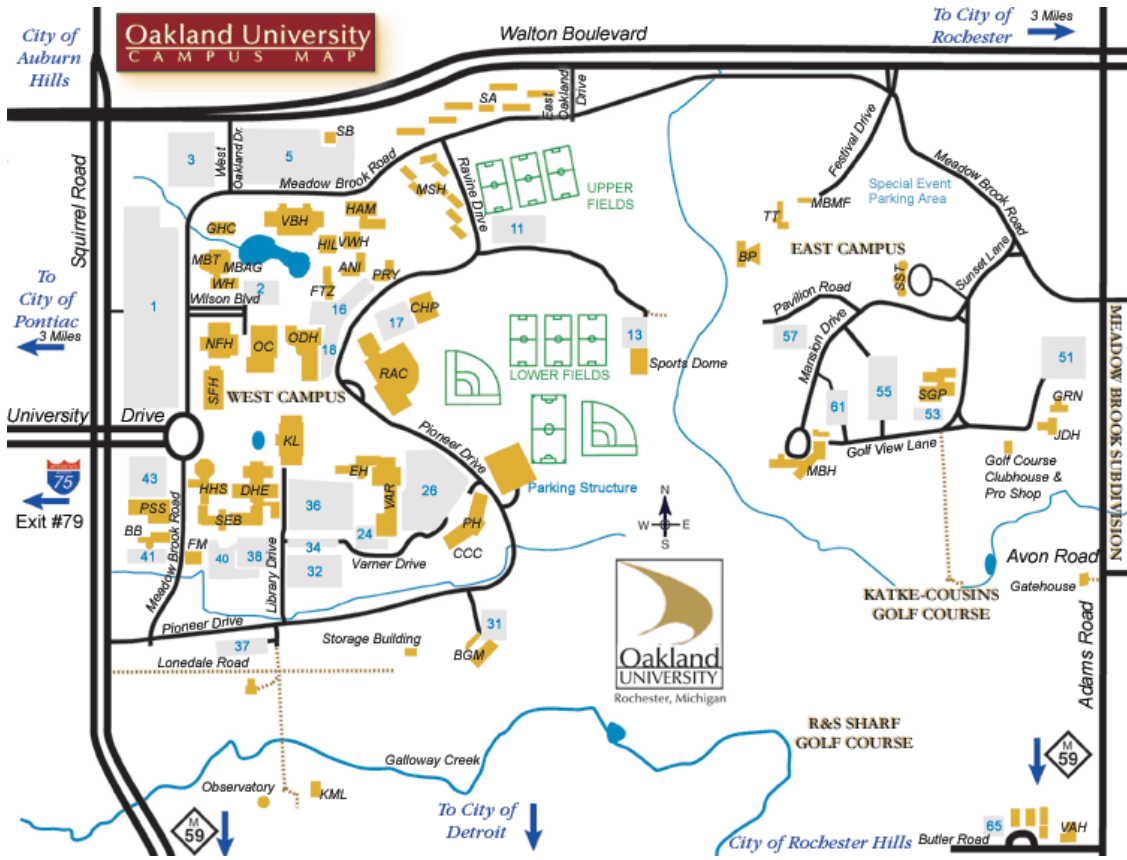 City of
Auburn
Hills
Oakland University
CAMPUS MAP
Walton Boulevard
To City of
Rochester
3 Miles
SA
East
Oakland
Drive
SB
3
West
Oakland Dr.
5
Meadow Brook Road
MSH
Ravine Drive
UPPER
FIELDS
11
Festival Drive
Meadow Brook Road
Special Event
Parking Area
MBMF
TT
EAST CAMPUS
BP
SST
Sunset Lane
Squirrel Road
GHC
VBH
HAM
HIL
VWH
MBT
MBAG
WH
ANI
PRY
FTZ
2
Wilson Blvd
16
To
City of
Pontiac
3 Miles
1
NFH
OC
ODH
18
17
CHP
RAC
SFH
WEST CAMPUS
LOWER FIELDS
13
Sports Dome
Pavilion Road
57
Mansion Drive
55
61
SGP
53
51
GRN
JDH
Golf View Lane
MBH
Golf Course
Clubhouse &
Pro Shop
MEADOW BROOK SUBDIVISION
University
Drive
KL
Pioneer Drive
Parking Structure
INTERSTATE
75
Exit #79
43
PSS
BB
41
HHS
DHE
SEB
FM
40
38
36
34
32
EH
VAR
26
24
PH
CCC
Varner Drive
Library Drive
Meadow Brook Road
N
W
E
S
Avon Road
Gatehouse
KATKE-COUSINS
GOLF COURSE
Pioneer Drive
37
Lonedale Road
Storage Building
31
BGM
Oakland
UNIVERSITY
Rochester, Michigan
Adams Road
R&S SHARF
GOLF COURSE
Galloway Creek
Observatory
KML
M
59
To City of
Detroit
M
59
City of Rochester Hills
65
VAH
Butler Road